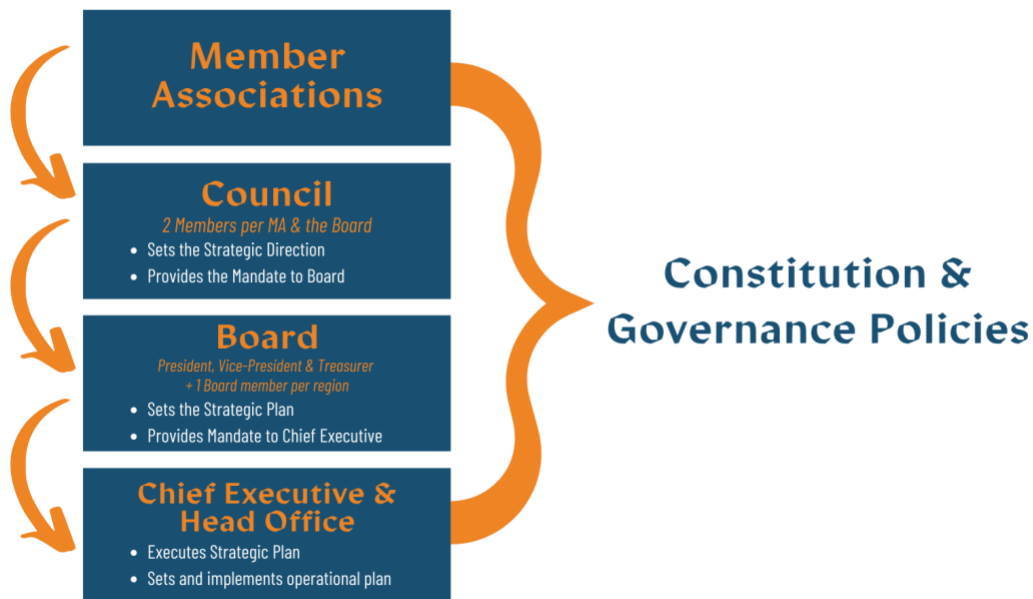 Member
Associations
Council
2 Members per MA & the Board
• Sets the Strategic Direction
• Provides the Mandate to Board
Board
President, Vice-President & Treasurer
+ 1 Board member per region
• Sets the Strategic Plan
• Provides Mandate to Chief Executive
Chief Executive &
Head Office
• Executes Strategic Plan
• Sets and implements operational plan
Constitution &
Governance Policies